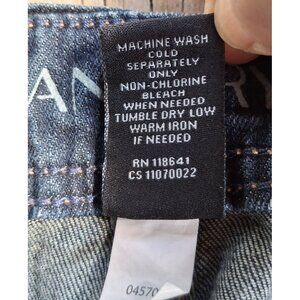 MACHINE WASH
COLD
SEPARATELY
ONLY
NON-CHLORINE
BLEACH
WHEN NEEDED
TUMBLE DRY LOW
WARM IRON
IF NEEDED
RN 118641
CS 11070022
04570